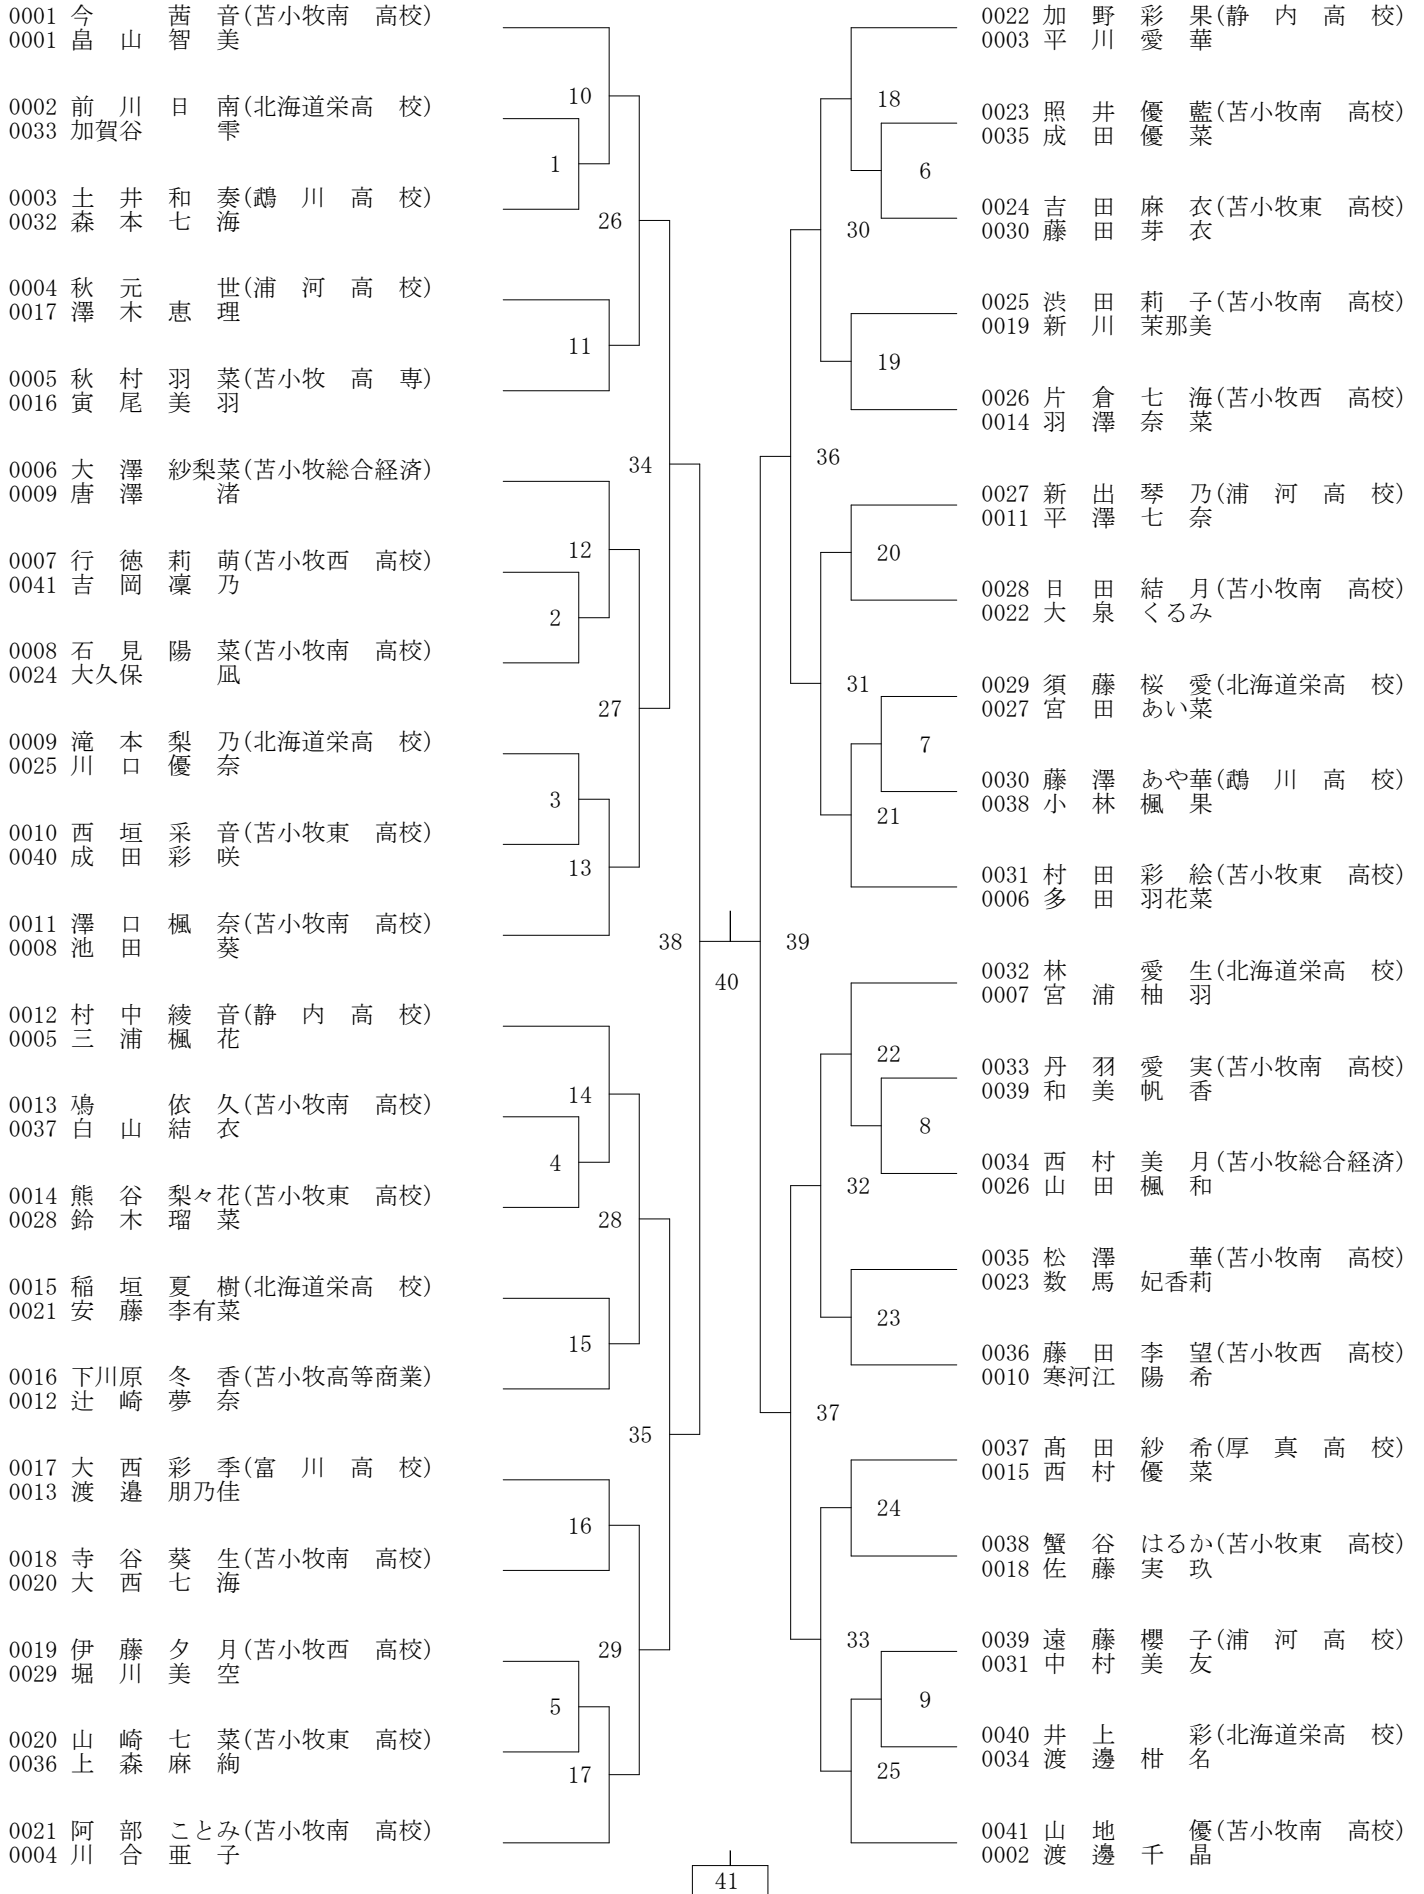 0001 今　　　茜　音(苫小牧南　高校)
0001 畠　山　智　美
10
0002 前　川　日　南(北海道栄高　校)
0033 加賀谷　　　雫
1
0003 土　井　和　奏(鵡　川　高　校)
0032 森　本　七　海
26
0004 秋　元　　　世(浦　河　高　校)
0017 澤　木　恵　理
11
0005 秋　村　羽　菜(苫小牧　高　専)
0016 寅　尾　美　羽
34
0006 大　澤　紗梨菜(苫小牧総合経済)
0009 唐　澤　　　渚
12
0007 行　徳　莉　萌(苫小牧西　高校)
0041 吉　岡　凜　乃
2
0008 石　見　陽　菜(苫小牧南　高校)
0024 大久保　　　凪
27
0009 滝　本　梨　乃(北海道栄高　校)
0025 川　口　優　奈
3
0010 西　垣　采　音(苫小牧東　高校)
0040 成　田　彩　咲
13
0011 澤　口　楓　奈(苫小牧南　高校)
0008 池　田　　　葵
38
0012 村　中　綾　音(静　内　高　校)
0005 三　浦　楓　花
14
0013 鳰　　　依　久(苫小牧南　高校)
0037 白　山　結　衣
4
0014 熊　谷　梨々花(苫小牧東　高校)
0028 鈴　木　瑠　菜
28
0015 稲　垣　夏　樹(北海道栄高　校)
0021 安　藤　李有菜
15
0016 下川原　冬　香(苫小牧高等商業)
0012 辻　崎　夢　奈
35
0017 大　西　彩　季(富　川　高　校)
0013 渡　邉　朋乃佳
16
0018 寺　谷　葵　生(苫小牧南　高校)
0020 大　西　七　海
29
0019 伊　藤　夕　月(苫小牧西　高校)
0029 堀　川　美　空
5
0020 山　崎　七　菜(苫小牧東　高校)
0036 上　森　麻　絢
17
0021 阿　部　ことみ(苫小牧南　高校)
0004 川　合　亜　子
40
41
0022 加　野　彩　果(静　内　高　校)
0003 平　川　愛　華
18
0023 照　井　優　藍(苫小牧南　高校)
0035 成　田　優　菜
6
0024 吉　田　麻　衣(苫小牧東　高校)
0030 藤　田　芽　衣
30
0025 渋　田　莉　子(苫小牧南　高校)
0019 新　川　茉那美
19
0026 片　倉　七　海(苫小牧西　高校)
0014 羽　澤　奈　菜
36
0027 新　出　琴　乃(浦　河　高　校)
0011 平　澤　七　奈
20
0028 日　田　結　月(苫小牧南　高校)
0022 大　泉　くるみ
31
0029 須　藤　桜　愛(北海道栄高　校)
0027 宮　田　あい菜
7
0030 藤　澤　あや華(鵡　川　高　校)
0038 小　林　楓　果
21
0031 村　田　彩　絵(苫小牧東　高校)
0006 多　田　羽花菜
39
0032 林　　　愛　生(北海道栄高　校)
0007 宮　浦　柚　羽
22
0033 丹　羽　愛　実(苫小牧南　高校)
0039 和　美　帆　香
8
0034 西　村　美　月(苫小牧総合経済)
0026 山　田　楓　和
32
0035 松　澤　　　華(苫小牧南　高校)
0023 数　馬　妃香莉
23
0036 藤　田　李　望(苫小牧西　高校)
0010 寒河江　陽　希
37
0037 髙　田　紗　希(厚　真　高　校)
0015 西　村　優　菜
24
0038 蟹　谷　はるか(苫小牧東　高校)
0018 佐　藤　実　玖
33
0039 遠　藤　櫻　子(浦　河　高　校)
0031 中　村　美　友
9
0040 井　上　　　彩(北海道栄高　校)
0034 渡　邊　柑　名
25
0041 山　地　　　優(苫小牧南　高校)
0002 渡　邊　千　晶